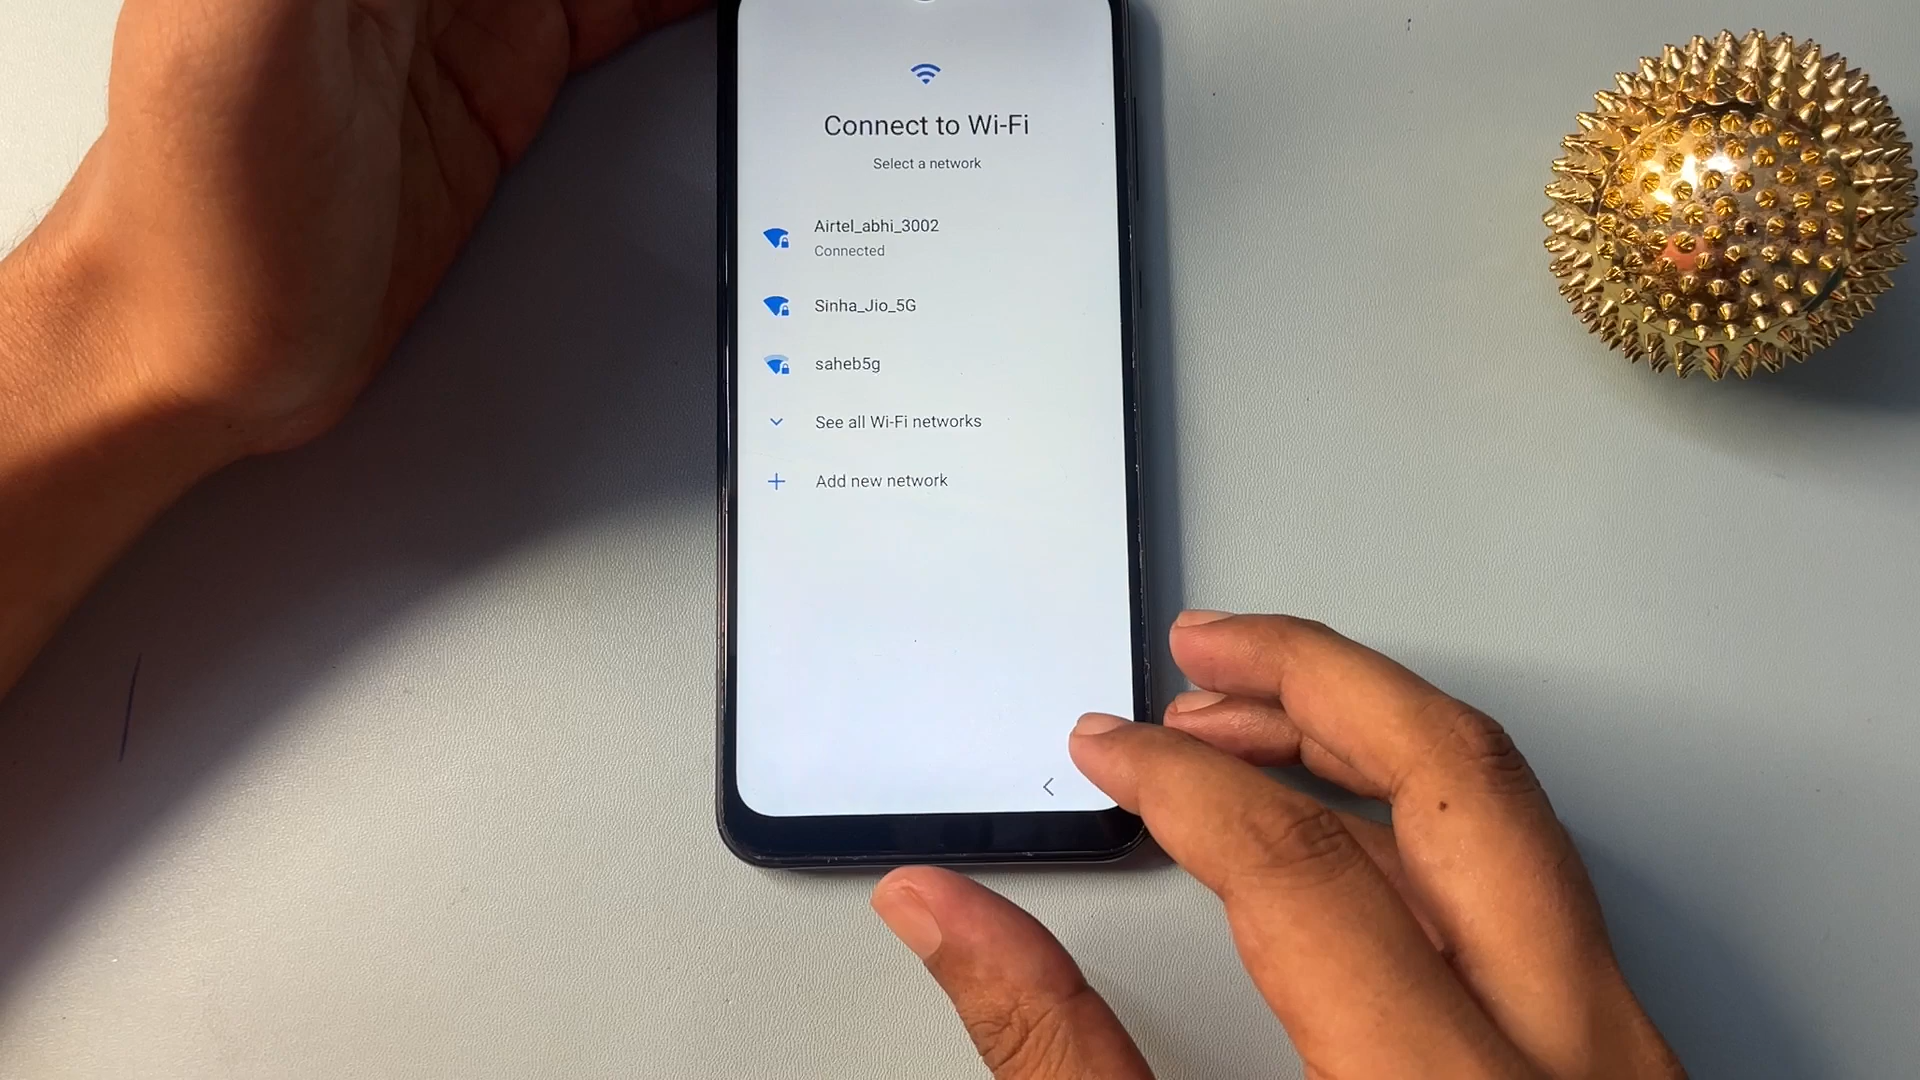 Connect to Wi-Fi
Select a network
Airtel_abhi_3002
Connected
Sinha_Jio_5G
saheb5g
See all Wi-Fi networks
Add new network